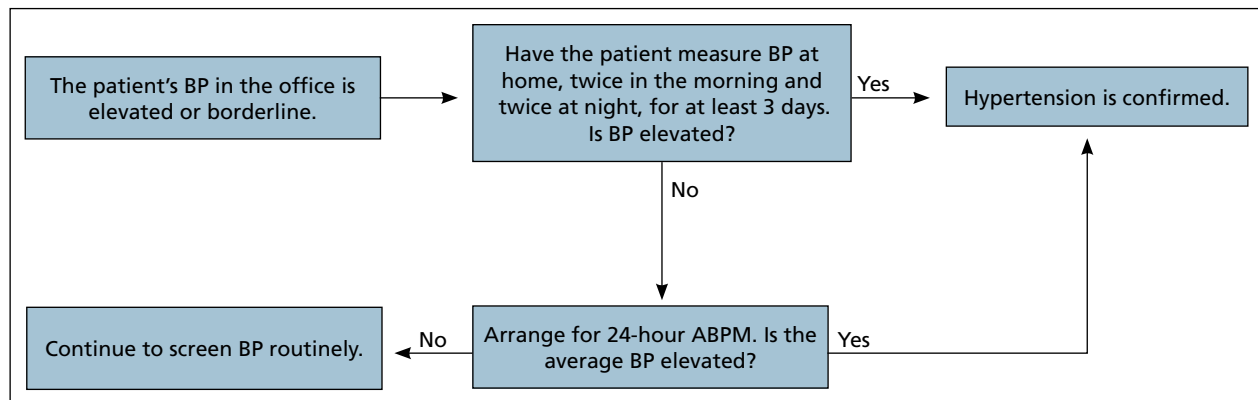 The patient's BP in the office is
elevated or borderline.
Have the patient measure BP at
home, twice in the morning and
twice at night, for at least 3 days.
Is BP elevated?
Yes
Hypertension is confirmed.
No
Arrange for 24-hour ABPM. Is the
average BP elevated?
Yes
No
Continue to screen BP routinely.